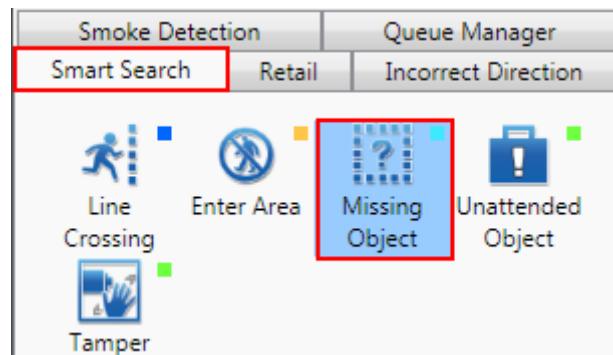 Smoke Detection
Queue Manager
Smart Search
Retail
Incorrect Direction
Line
Crossing
Enter Area
Missing
Object
Unattended
Object
Tamper